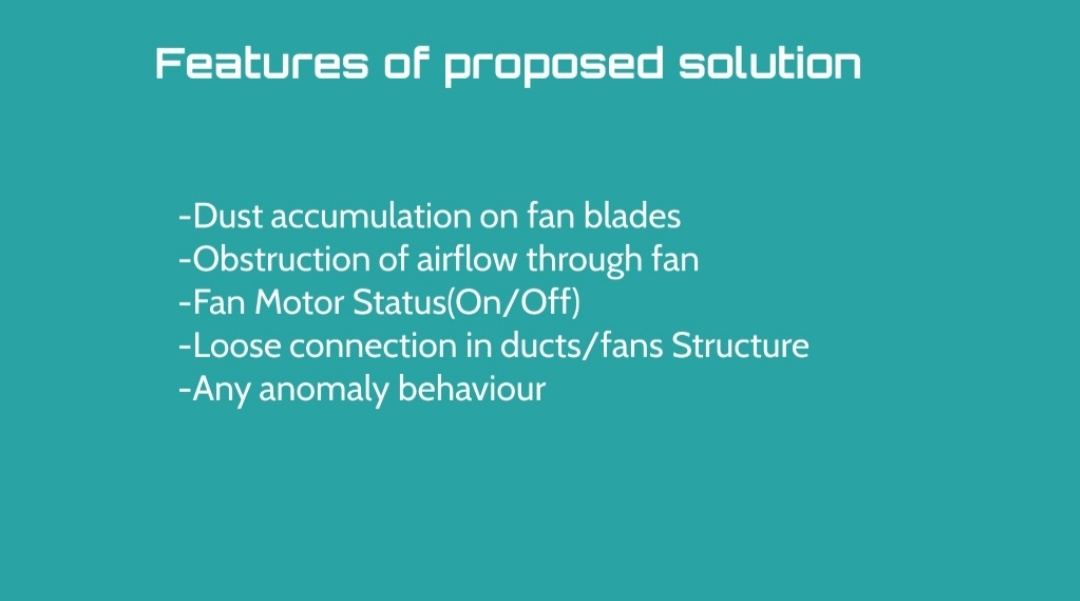 Features of proposed solution
-Dust accumulation on fan blades
-Obstruction of airflow through fan
-Fan Motor Status(On/Off)
-Loose connection in ducts/fans Structure
-Any anomaly behaviour